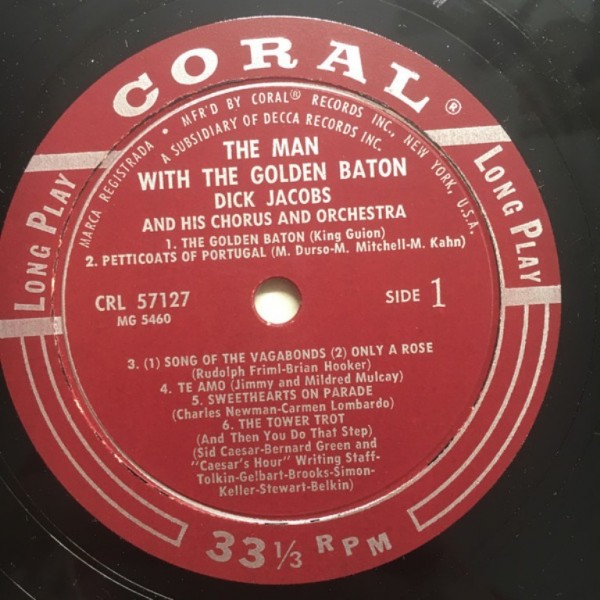 CORAL®
MARCA REGISTRADA • MFR'D BY CORAL® RECORDS INC., NEW YORK, U.S.A.
A SUBSIDIARY OF DECCA RECORDS INC.
THE MAN
WITH THE GOLDEN BATON
DICK JACOBS
AND HIS CHORUS AND ORCHESTRA
1. THE GOLDEN BATON (King Guion)
2. PETTICOATS OF PORTUGAL (M. Durso-M. Mitchell-M. Kahn)
LONG PLAY
LONG PLAY
CRL 57127
MG 5460
SIDE 1
3. (1) SONG OF THE VAGABONDS (2) ONLY A ROSE
(Rudolph Friml-Brian Hooker)
4. TE AMO (Jimmy and Mildred Mulcay)
5. SWEETHEARTS ON PARADE
(Charles Newman-Carmen Lombardo)
6. THE TOWER TROT
(And Then You Do That Step)
(Sid Caesar-Bernard Green and
"Caesar's Hour" Writing Staff-
Tolkin-Gelbart-Brooks-Simon-
Keller-Stewart-Belkin)
33 1/3 RPM